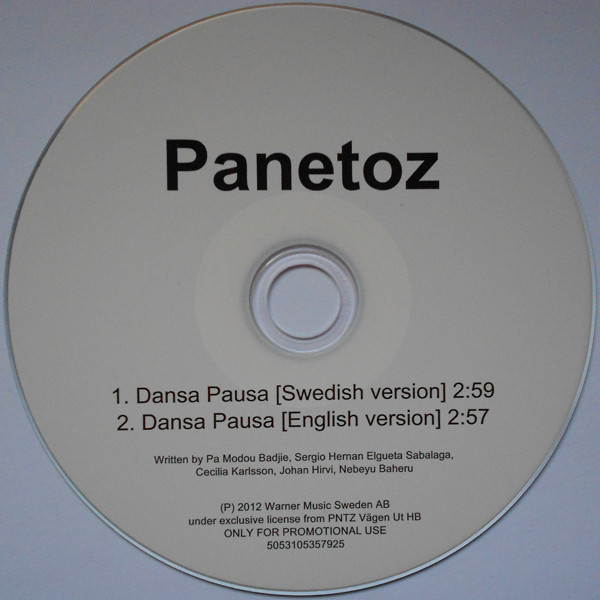 Panetoz
1. Dansa Pausa [Swedish version] 2:59
2. Dansa Pausa [English version] 2:57
Written by Pa Modou Badjie, Sergio Hernan Elgueta Sabalaga,
Cecilia Karlsson, Johan Hirvi, Nebeyu Baheru
(P) 2012 Warner Music Sweden AB
under exclusive license from PNTZ Vägen Ut HB
ONLY FOR PROMOTIONAL USE
5053105357925